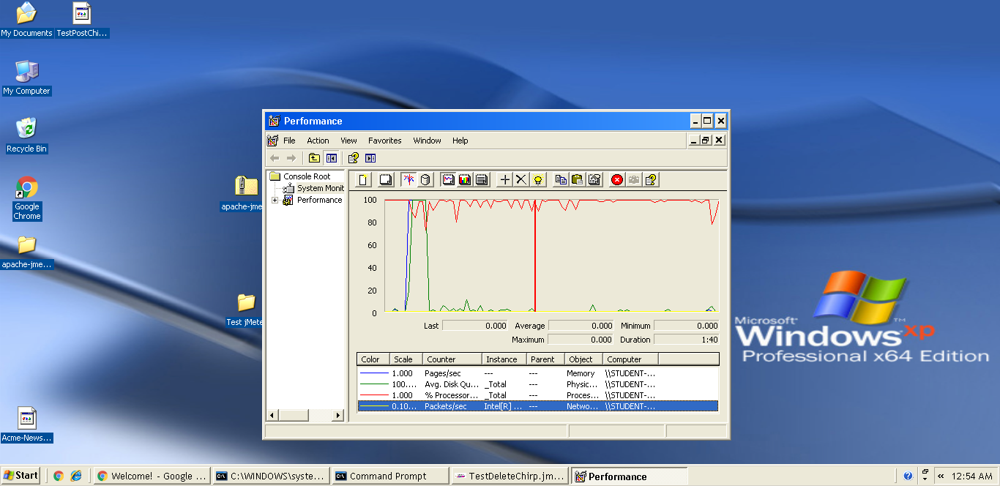 My Documents
TestPostChi...
My Computer
Recycle Bin
Google
Chrome
apache-jme...
apache-jme
Test jMete
Acme-News...
Performance
File Action View Favorites Window Help
Console Root
System Monit
Performance
100
80
60
40
20
0
Last 0.000 Average 0.000 Minimum 0.000
Maximum 0.000 Duration 1:40
Color Scale Counter Instance Parent Object Computer
1.000 Pages/sec --- --- Memory \\STUDENT-...
100.... Avg. Disk Qu... _Total --- Physic... \\STUDENT-...
1.000 % Processor... _Total --- Proces... \\STUDENT-...
0.10... Packets/sec Intel[R] ... --- Netwo... \\STUDENT-...
Microsoft
Windows xp
TM
Professional x64 Edition
Start
Welcome! - Google ...
C:\WINDOWS\syste...
Command Prompt
TestDeleteChirp.jm...
Performance
12:54 AM